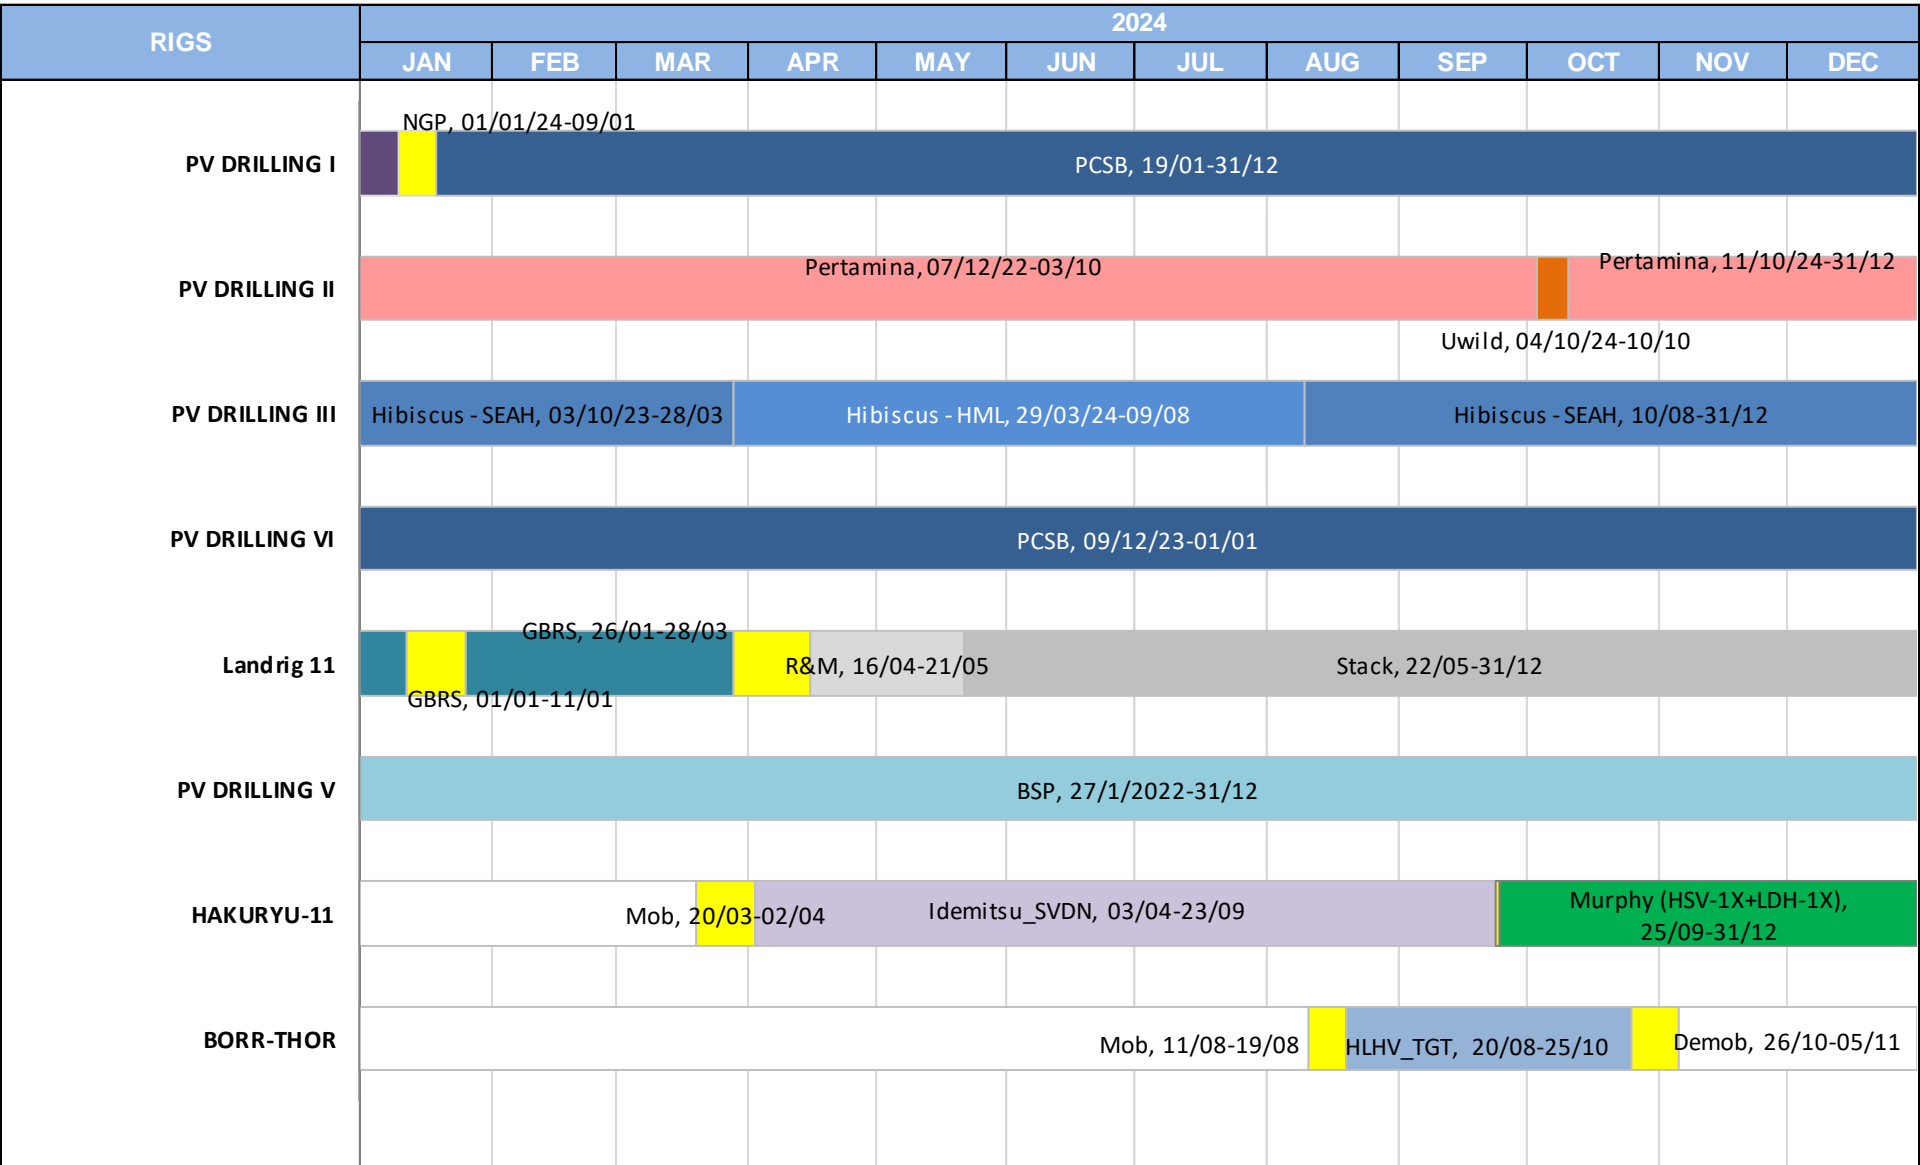 RIGS
2024
JAN FEB MAR APR MAY JUN JUL AUG SEP OCT NOV DEC
NGP, 01/01/24-09/01
PV DRILLING I
PCSB, 19/01-31/12
Pertamina, 07/12/22-03/10
Pertamina, 11/10/24-31/12
PV DRILLING II
Uwild, 04/10/24-10/10
PV DRILLING III
Hibiscus - SEAH, 03/10/23-28/03
Hibiscus - HML, 29/03/24-09/08
Hibiscus - SEAH, 10/08-31/12
PV DRILLING VI
PCSB, 09/12/23-01/01
GBRS, 26/01-28/03
Landrig 11
R&M, 16/04-21/05
Stack, 22/05-31/12
GBRS, 01/01-11/01
PV DRILLING V
BSP, 27/1/2022-31/12
HAKURYU-11
Mob, 20/03-02/04
Idemitsu_SVDN, 03/04-23/09
Murphy (HSV-1X+LDH-1X),
25/09-31/12
BORR-THOR
Mob, 11/08-19/08
HLHV_TGT, 20/08-25/10
Demob, 26/10-05/11